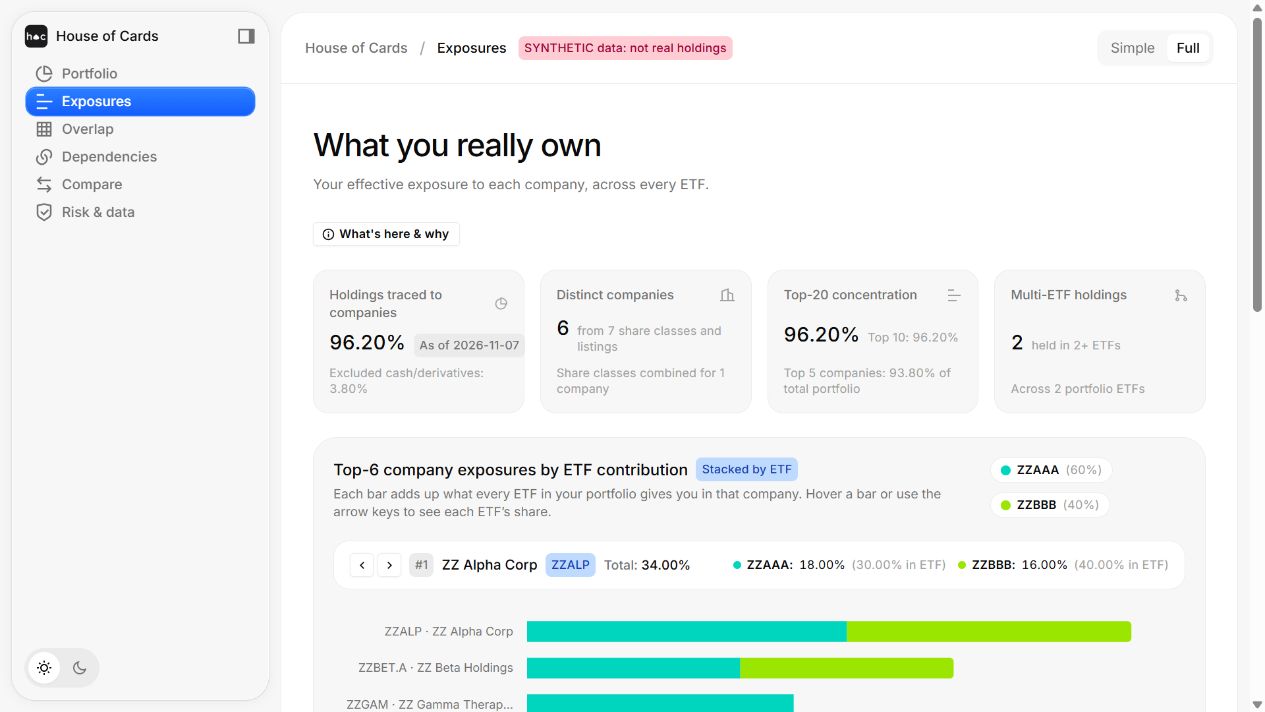 House of Cards
Portfolio
Exposures
Overlap
Dependencies
Compare
Risk & data
House of Cards / Exposures SYNTHETIC data: not real holdings
Simple Full
What you really own
Your effective exposure to each company, across every ETF.
What's here & why
Holdings traced to
companies
96.20% As of 2026-11-07
Excluded cash/derivatives:
3.80%
Distinct companies
6 from 7 share classes and
listings
Share classes combined for 1
company
Top-20 concentration
96.20% Top 10: 96.20%
Top 5 companies: 93.80% of
total portfolio
Multi-ETF holdings
2 held in 2+ ETFs
Across 2 portfolio ETFs
Top-6 company exposures by ETF contribution Stacked by ETF
Each bar adds up what every ETF in your portfolio gives you in that company. Hover a bar or use the
arrow keys to see each ETF’s share.
ZZAAA (60%)
ZZBBB (40%)
#1 ZZ Alpha Corp ZZALP Total: 34.00% ZZAAA: 18.00% (30.00% in ETF) ZZBBB: 16.00% (40.00% in ETF)
ZZALP · ZZ Alpha Corp
ZZBET.A · ZZ Beta Holdings
ZZGAM · ZZ Gamma Therap...